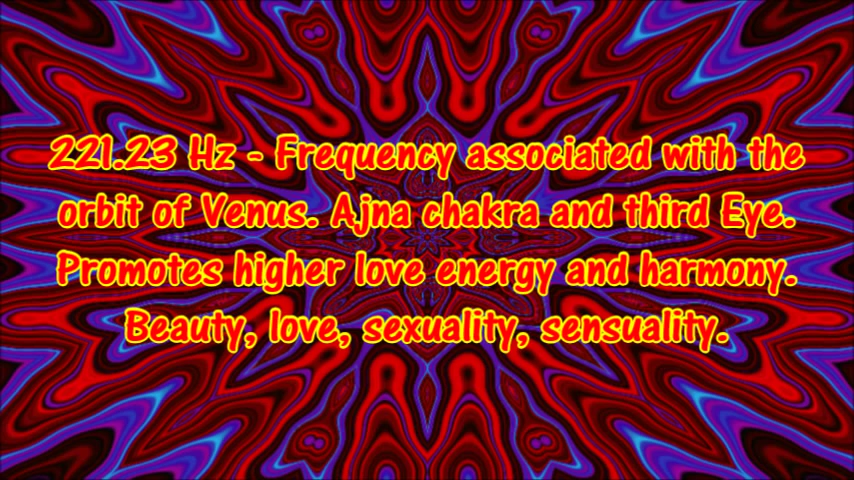 221.23 Hz - Frequency associated with the
orbit of Venus. Ajna chakra and third Eye.
Promotes higher love energy and harmony.
Beauty, love, sexuality, sensuality.